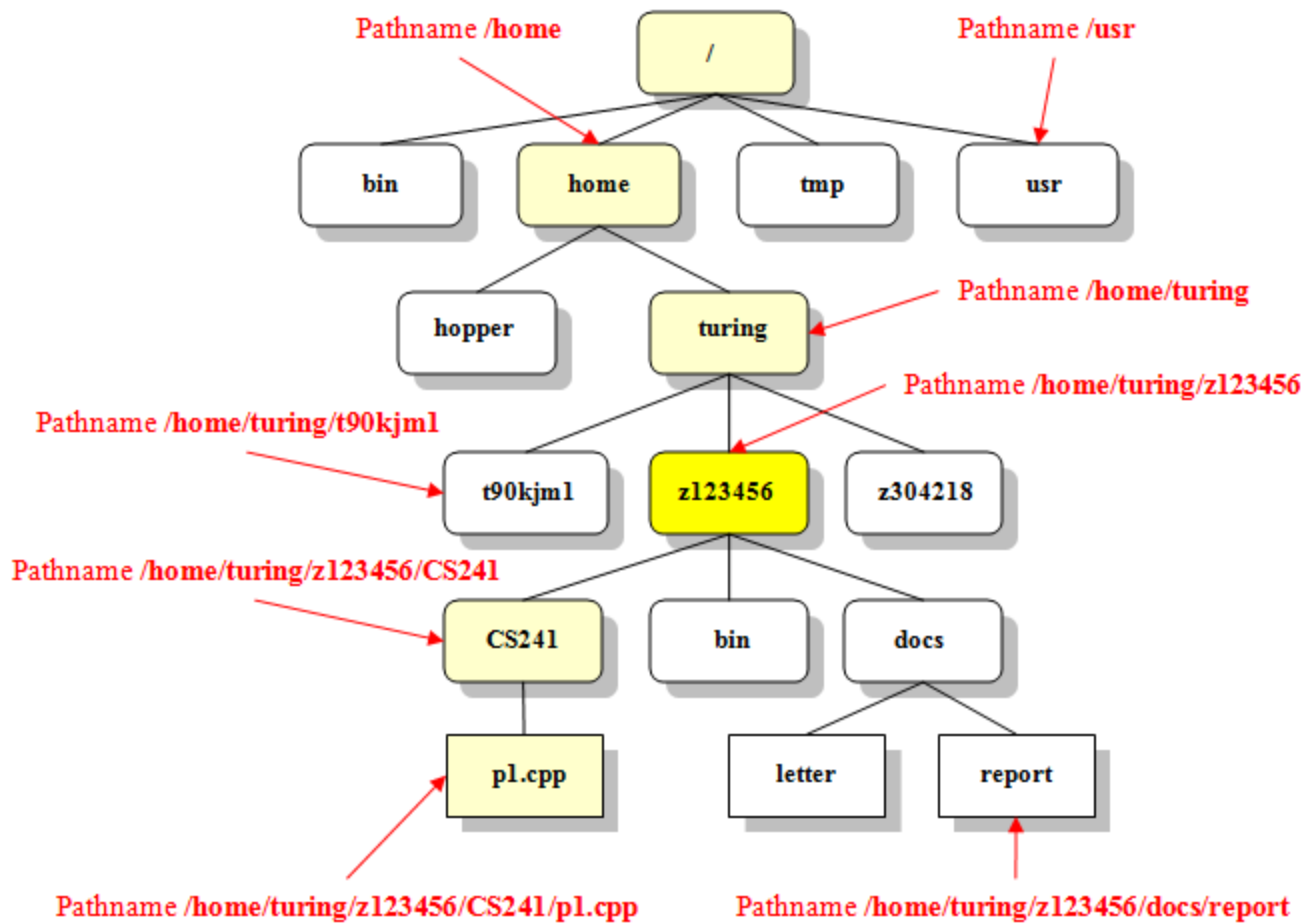 Pathname /home
/
Pathname /usr
bin
home
tmp
usr
hopper
turing
Pathname /home/turing
Pathname /home/turing/z123456
Pathname /home/turing/t90kjm1
t90kjm1
z123456
z304218
Pathname /home/turing/z123456/CS241
CS241
bin
docs
p1.cpp
letter
report
Pathname /home/turing/z123456/CS241/p1.cpp
Pathname /home/turing/z123456/docs/report